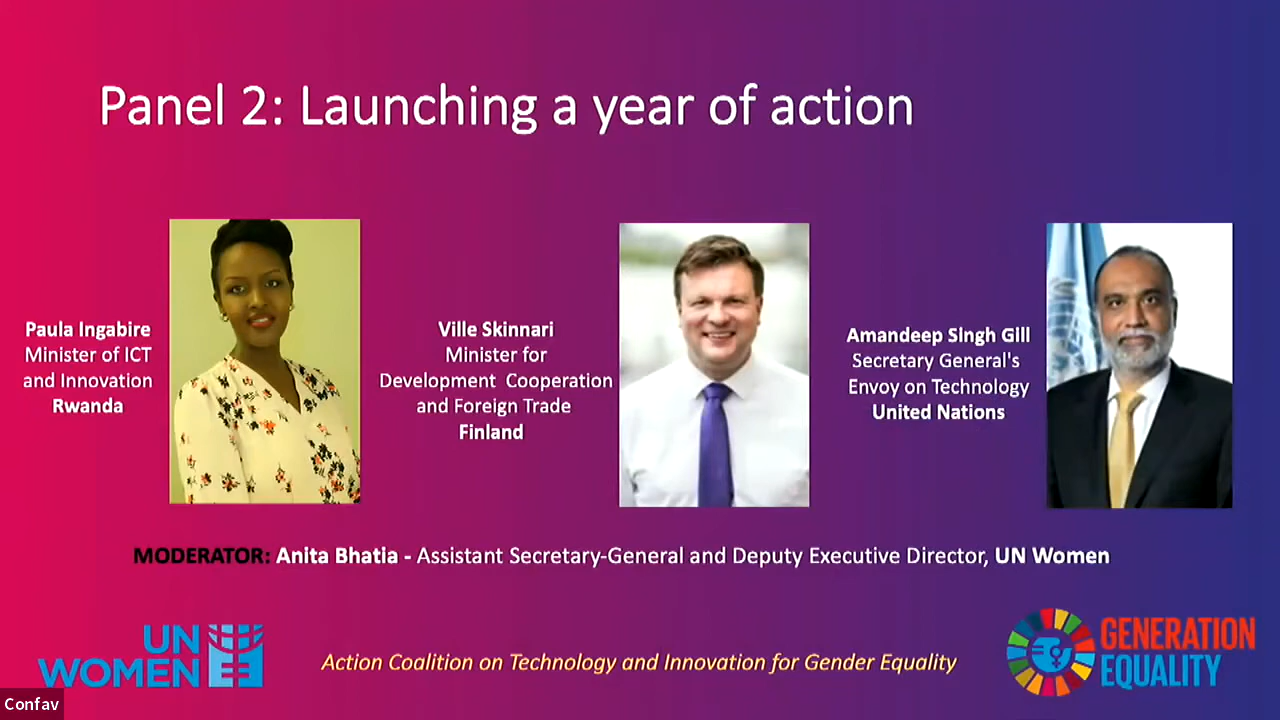 Panel 2: Launching a year of action
Paula Ingabire
Minister of ICT
and Innovation
Rwanda
Ville Skinnari
Minister for
Development Cooperation
and Foreign Trade
Finland
Amandeep Singh Gill
Secretary General's
Envoy on Technology
United Nations
MODERATOR: Anita Bhatia - Assistant Secretary-General and Deputy Executive Director, UN Women
UN
WOMEN
Action Coalition on Technology and Innovation for Gender Equality
GENERATION
EQUALITY
Confav